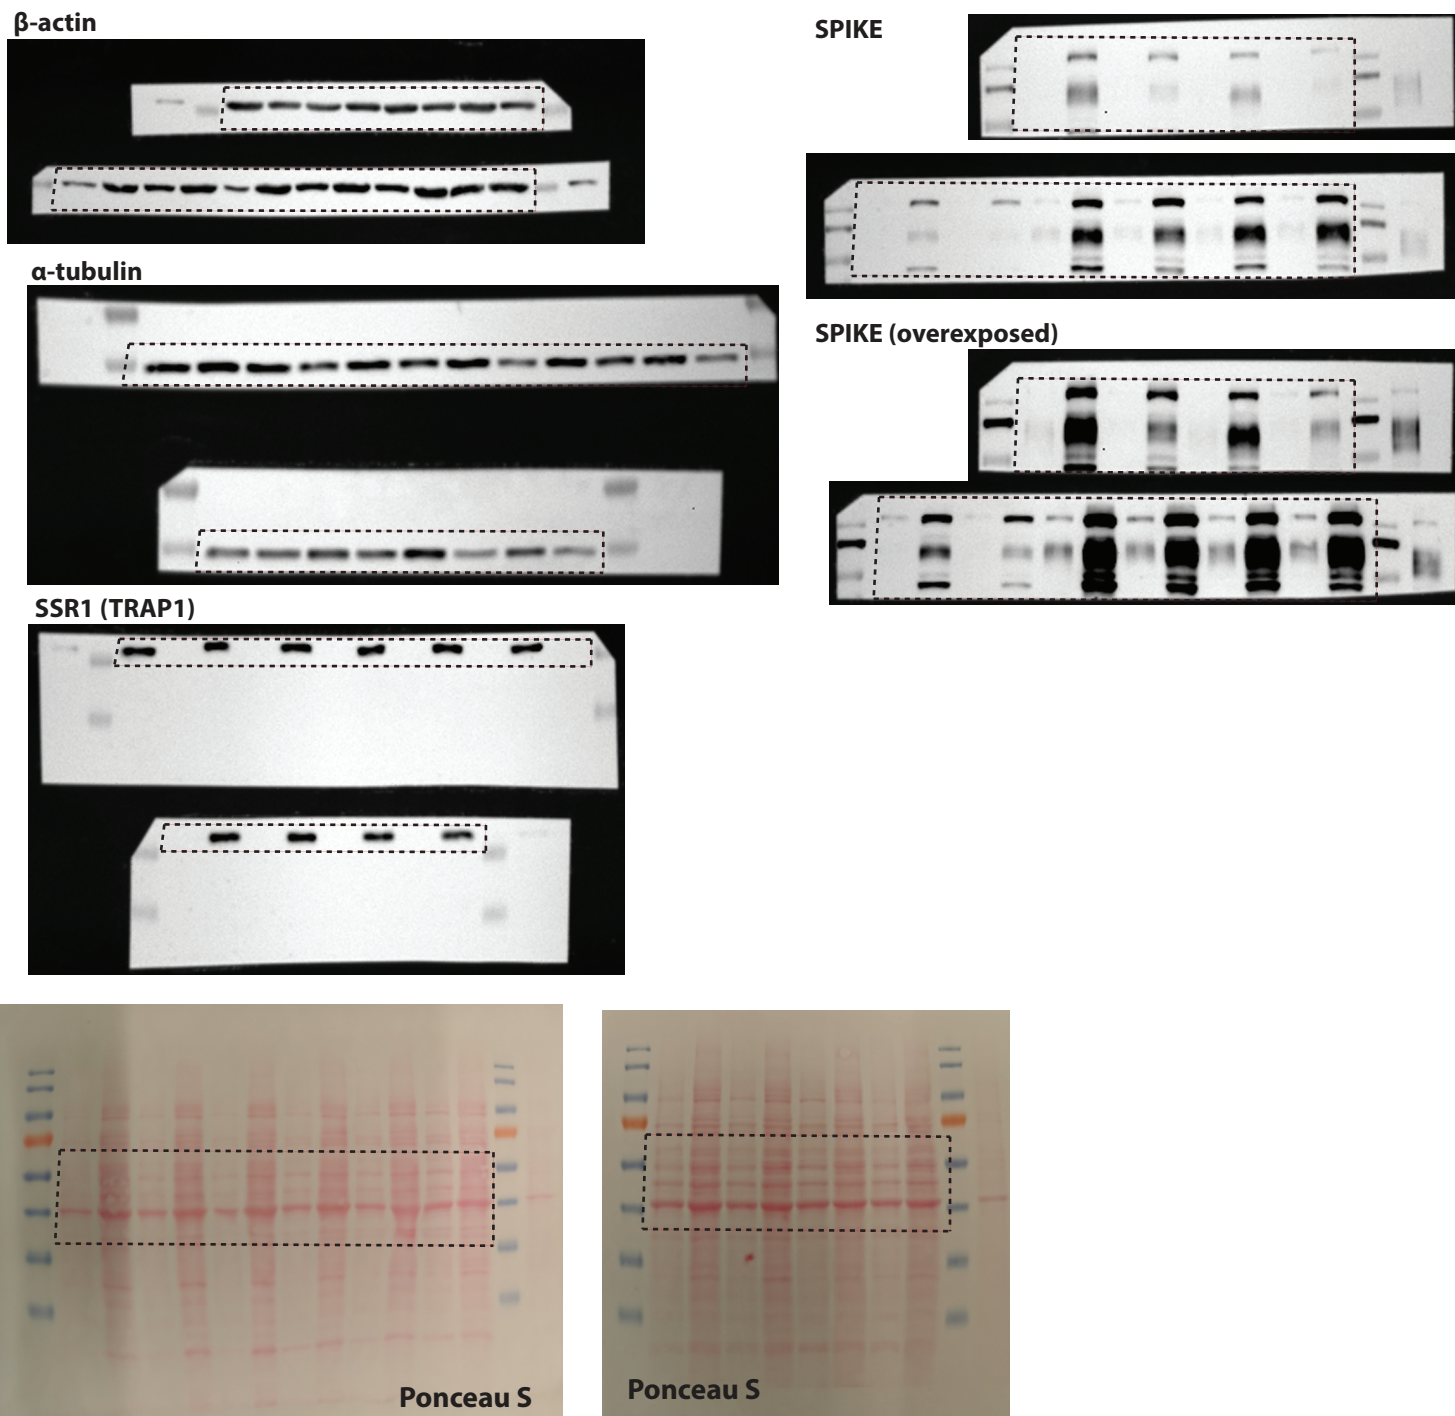 β-actin
SPIKE
α-tubulin
SPIKE (overexposed)
SSR1 (TRAP1)
Ponceau S
Ponceau S